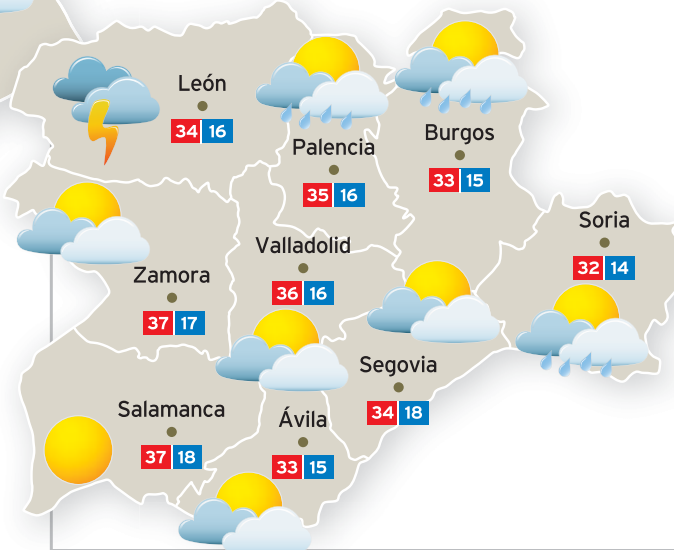 León
34 16
Palencia
35 16
Burgos
33 15
Soria
32 14
Zamora
37 17
Valladolid
36 16
Segovia
34 18
Salamanca
37 18
Ávila
33 15